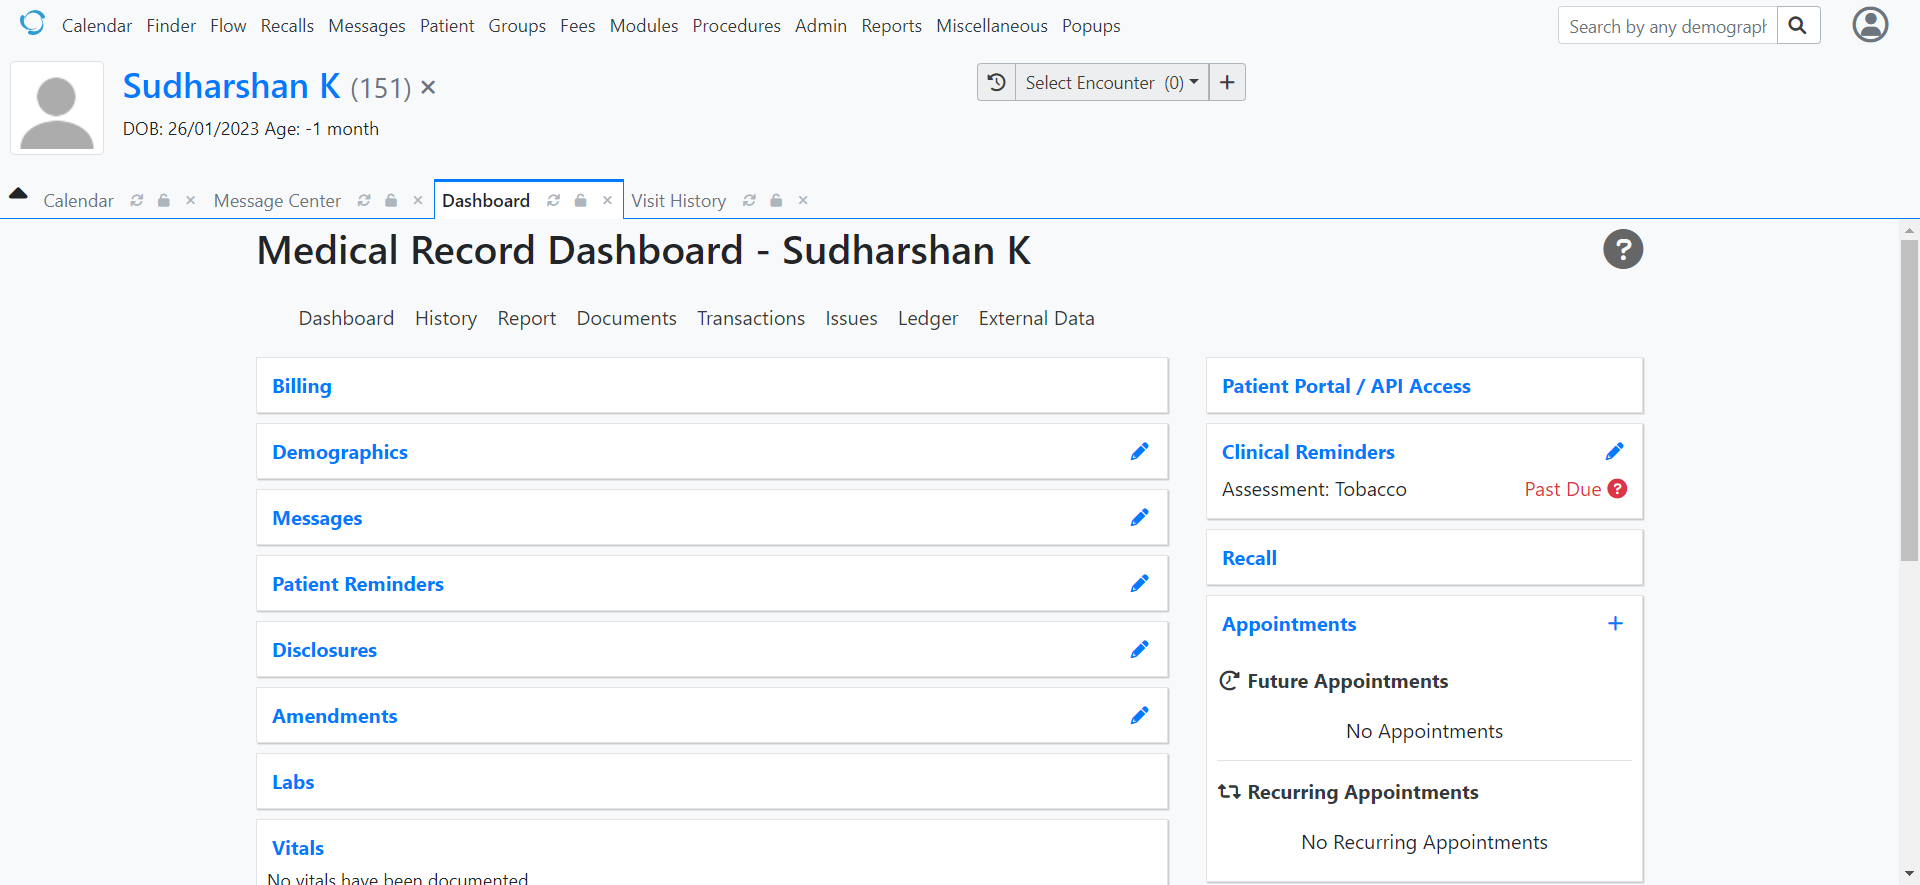 Calendar Finder Flow Recalls Messages Patient Groups Fees Modules Procedures Admin Reports Miscellaneous Popups
Search by any demograph
Sudharshan K (151)
DOB: 26/01/2023 Age: -1 month
Select Encounter (0)
Calendar Message Center Dashboard Visit History
Medical Record Dashboard - Sudharshan K
Dashboard History Report Documents Transactions Issues Ledger External Data
Billing
Demographics
Messages
Patient Reminders
Disclosures
Amendments
Labs
Vitals
No vitals have been documented
Patient Portal / API Access
Clinical Reminders
Assessment: Tobacco Past Due
Recall
Appointments
Future Appointments
No Appointments
Recurring Appointments
No Recurring Appointments